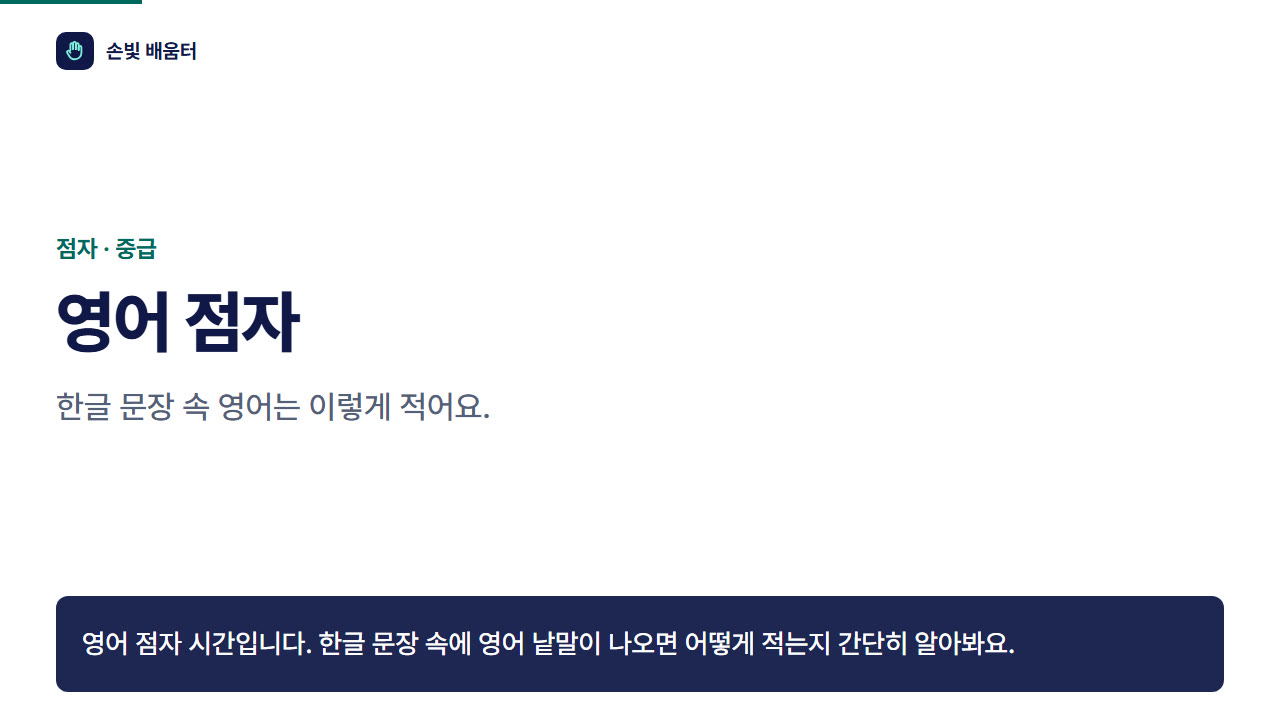 손빛 배움터
점자 · 중급
영어 점자
한글 문장 속 영어는 이렇게 적어요.
영어 점자 시간입니다. 한글 문장 속에 영어 낱말이 나오면 어떻게 적는지 간단히 알아봐요.